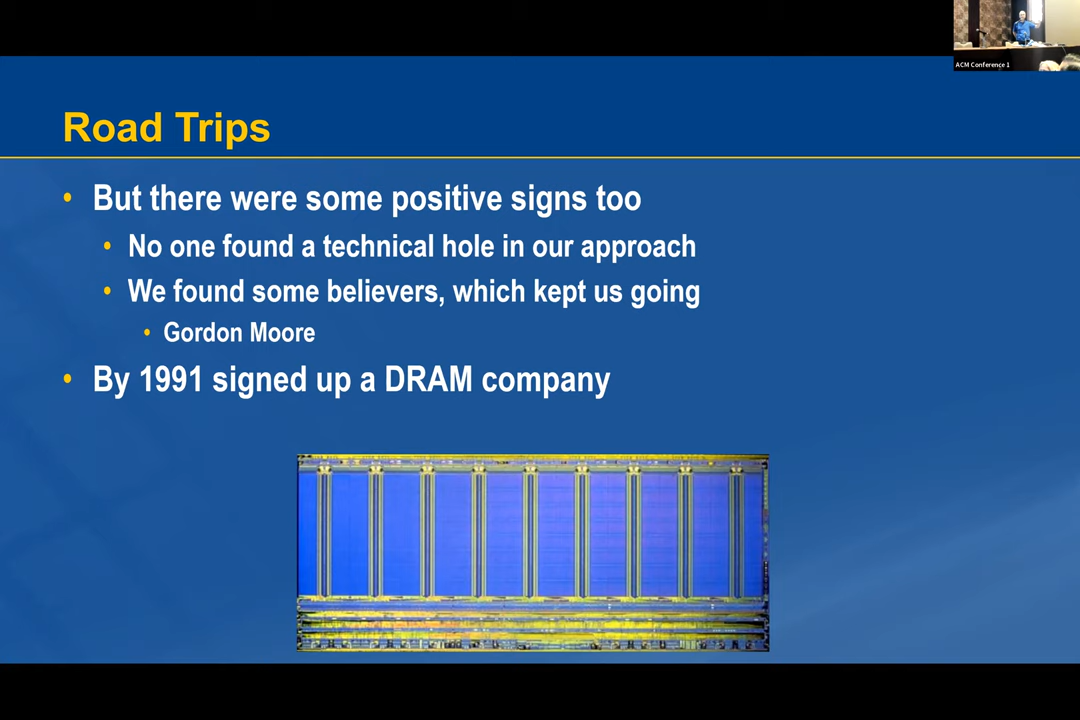 ACM Conference 1
Road Trips
• But there were some positive signs too
• No one found a technical hole in our approach
• We found some believers, which kept us going
• Gordon Moore
• By 1991 signed up a DRAM company